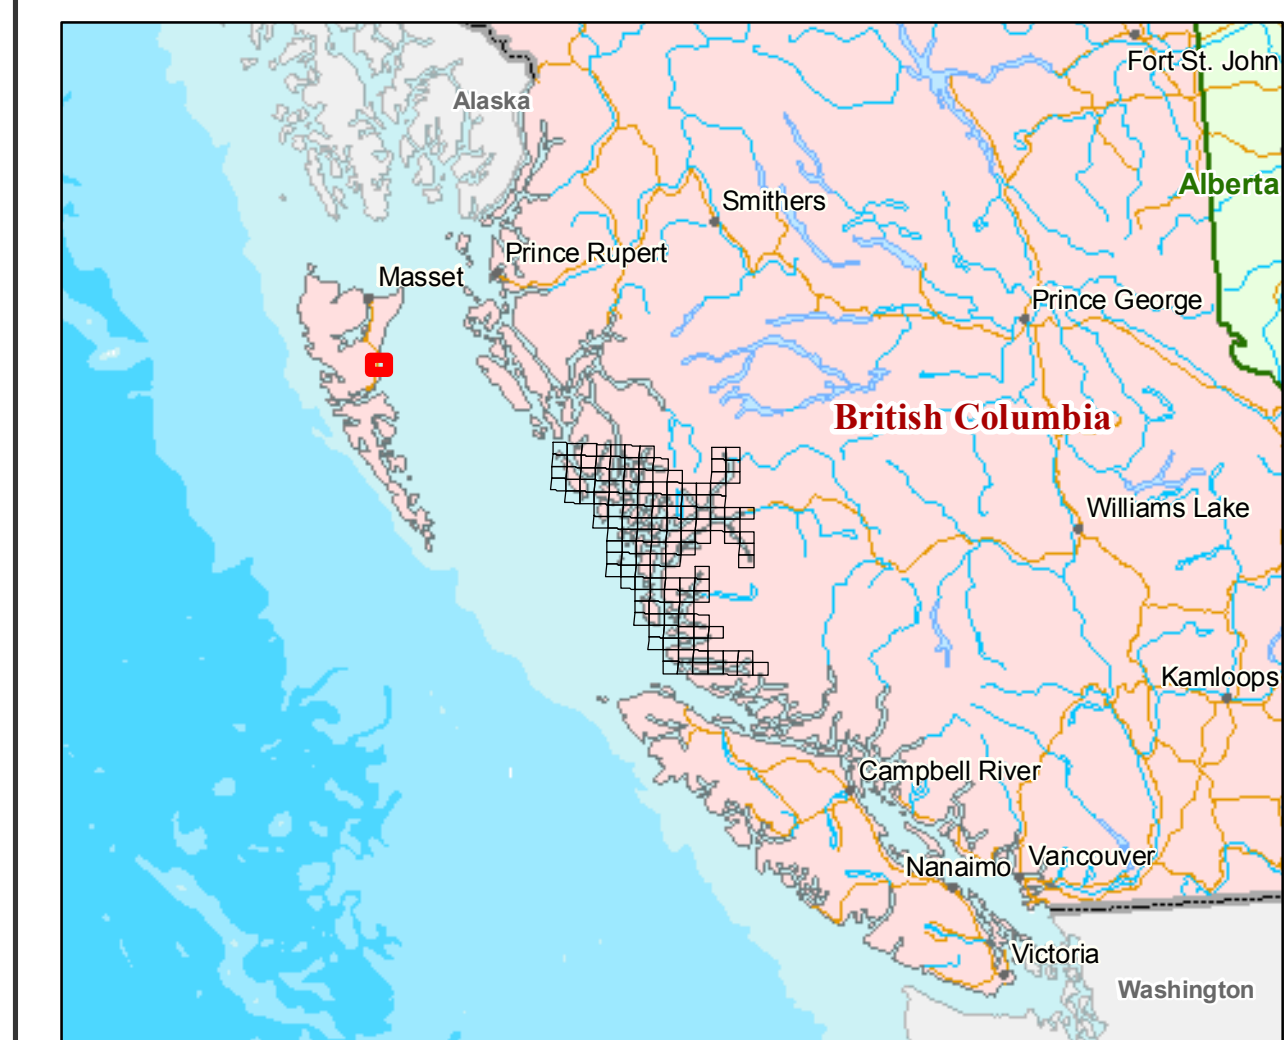 Fort St. John
Alaska
Alberta
Smithers
Prince Rupert
Masset
Prince George
British Columbia
Williams Lake
Kamloops
Campbell River
Nanaimo
Vancouver
Victoria
Washington